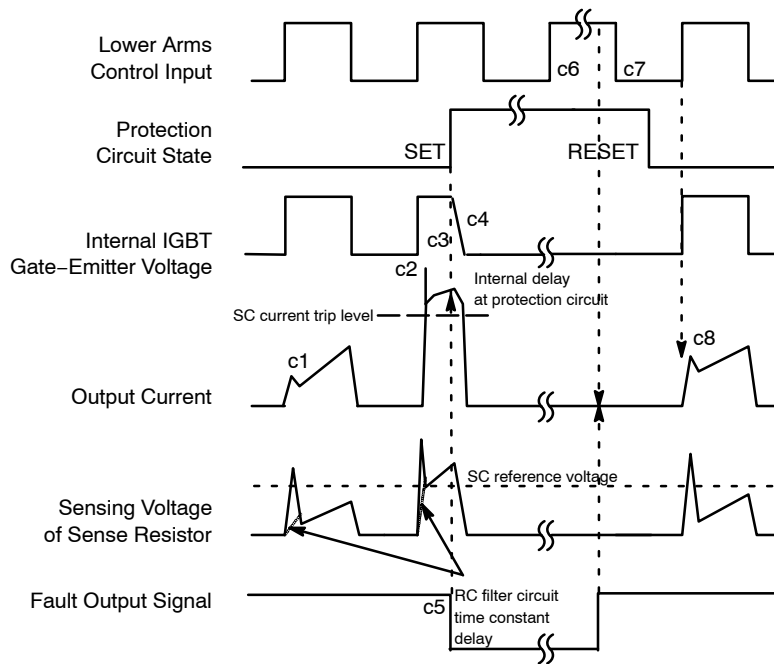 Lower Arms
Control Input
c6
c7
Protection
Circuit State
SET
RESET
Internal IGBT
Gate−Emitter Voltage
c3
c4
c2
Internal delay
at protection circuit
SC current trip level
c1
c8
Output Current
SC reference voltage
Sensing Voltage
of Sense Resistor
Fault Output Signal
c5
RC filter circuit
time constant
delay